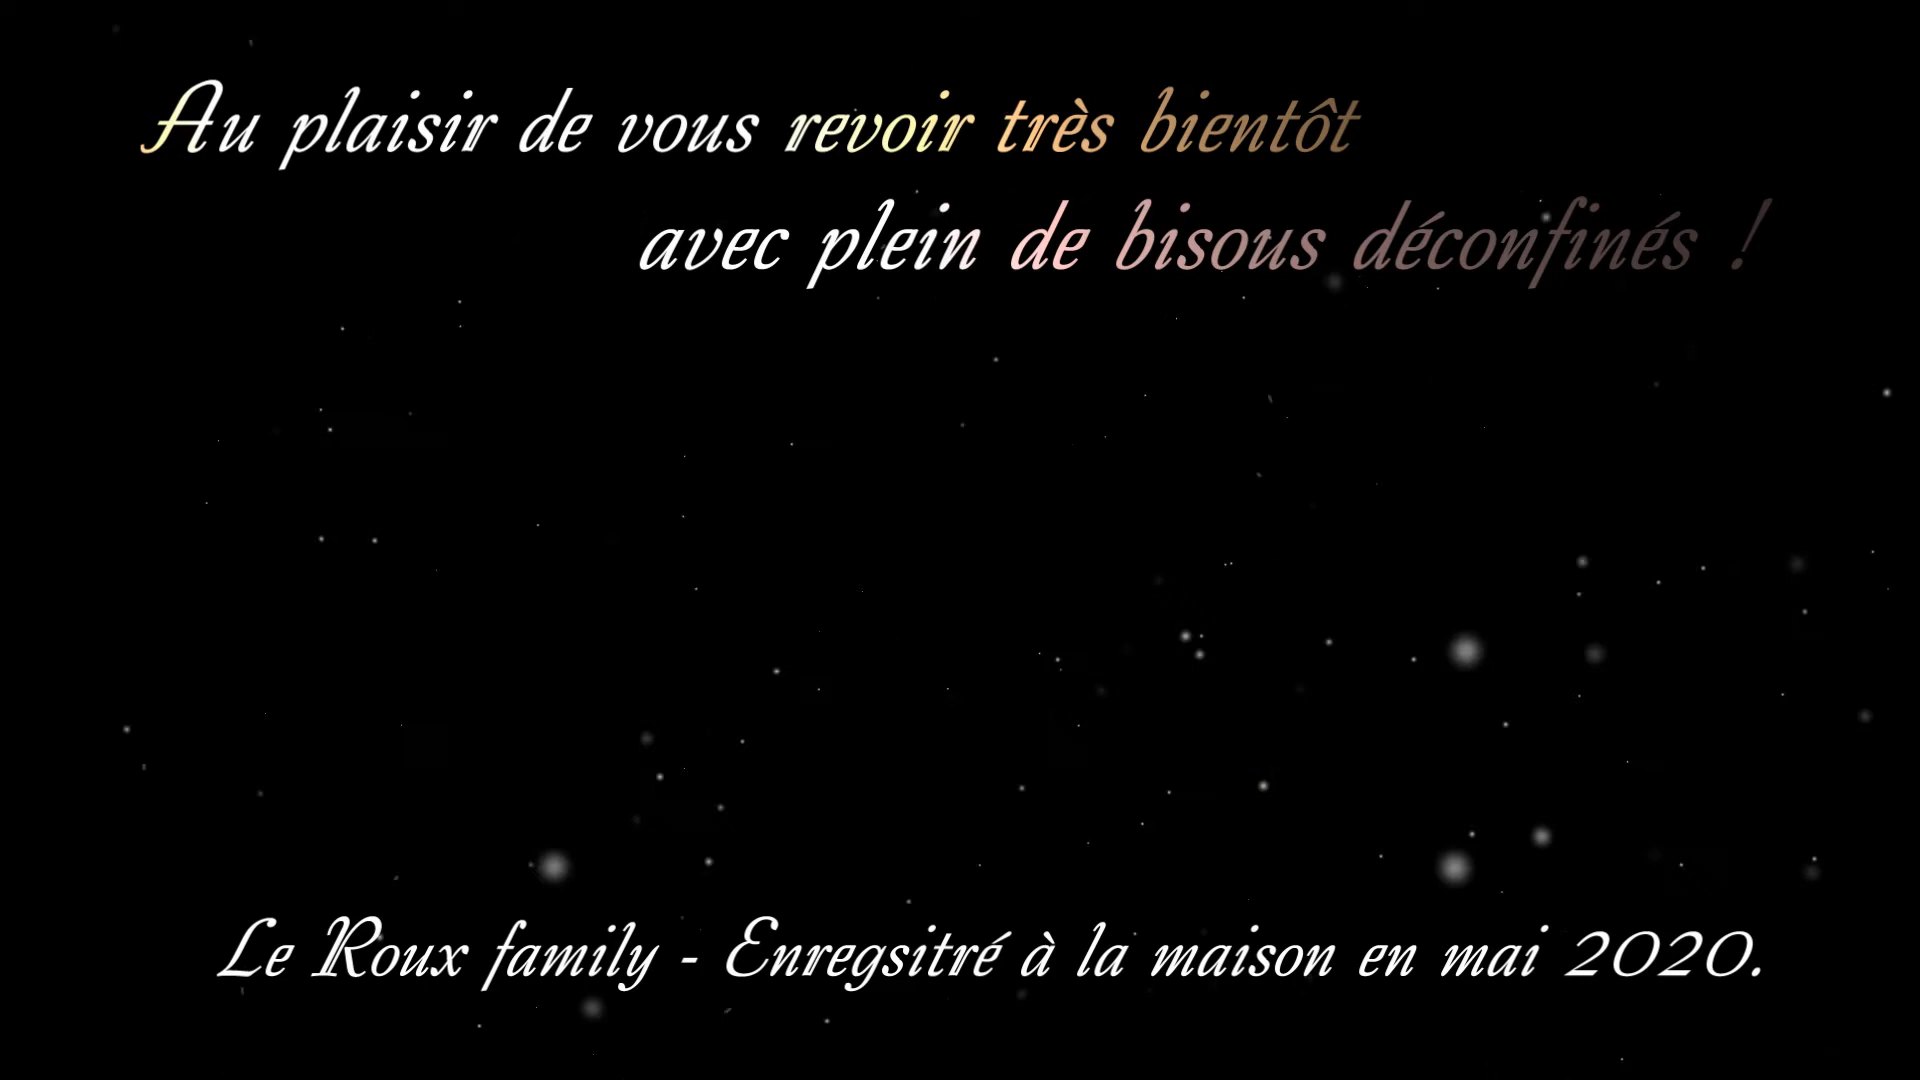 Au plaisir de vous revoir très bientôt
avec plein de bisous déconfinés !
Le Roux family - Enregsitré à la maison en mai 2020.